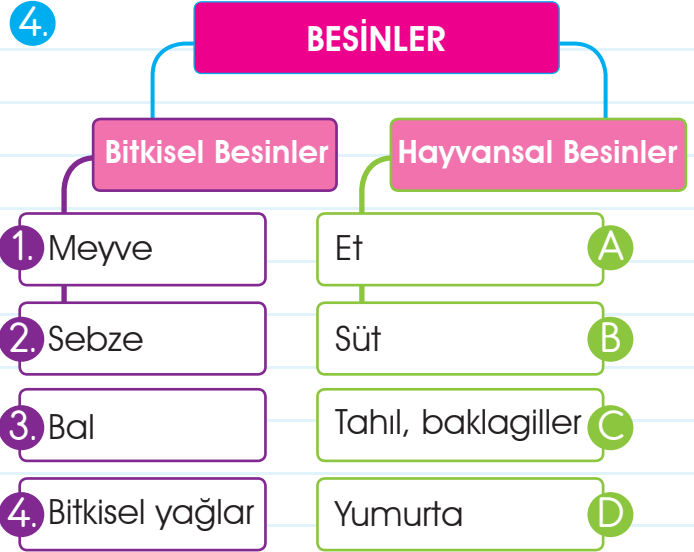 4.
BESİNLER
Bitkisel Besinler
Hayvansal Besinler
1. Meyve
Et A
2. Sebze
Süt B
3. Bal
Tahıl, baklagiller C
4. Bitkisel yağlar
Yumurta D